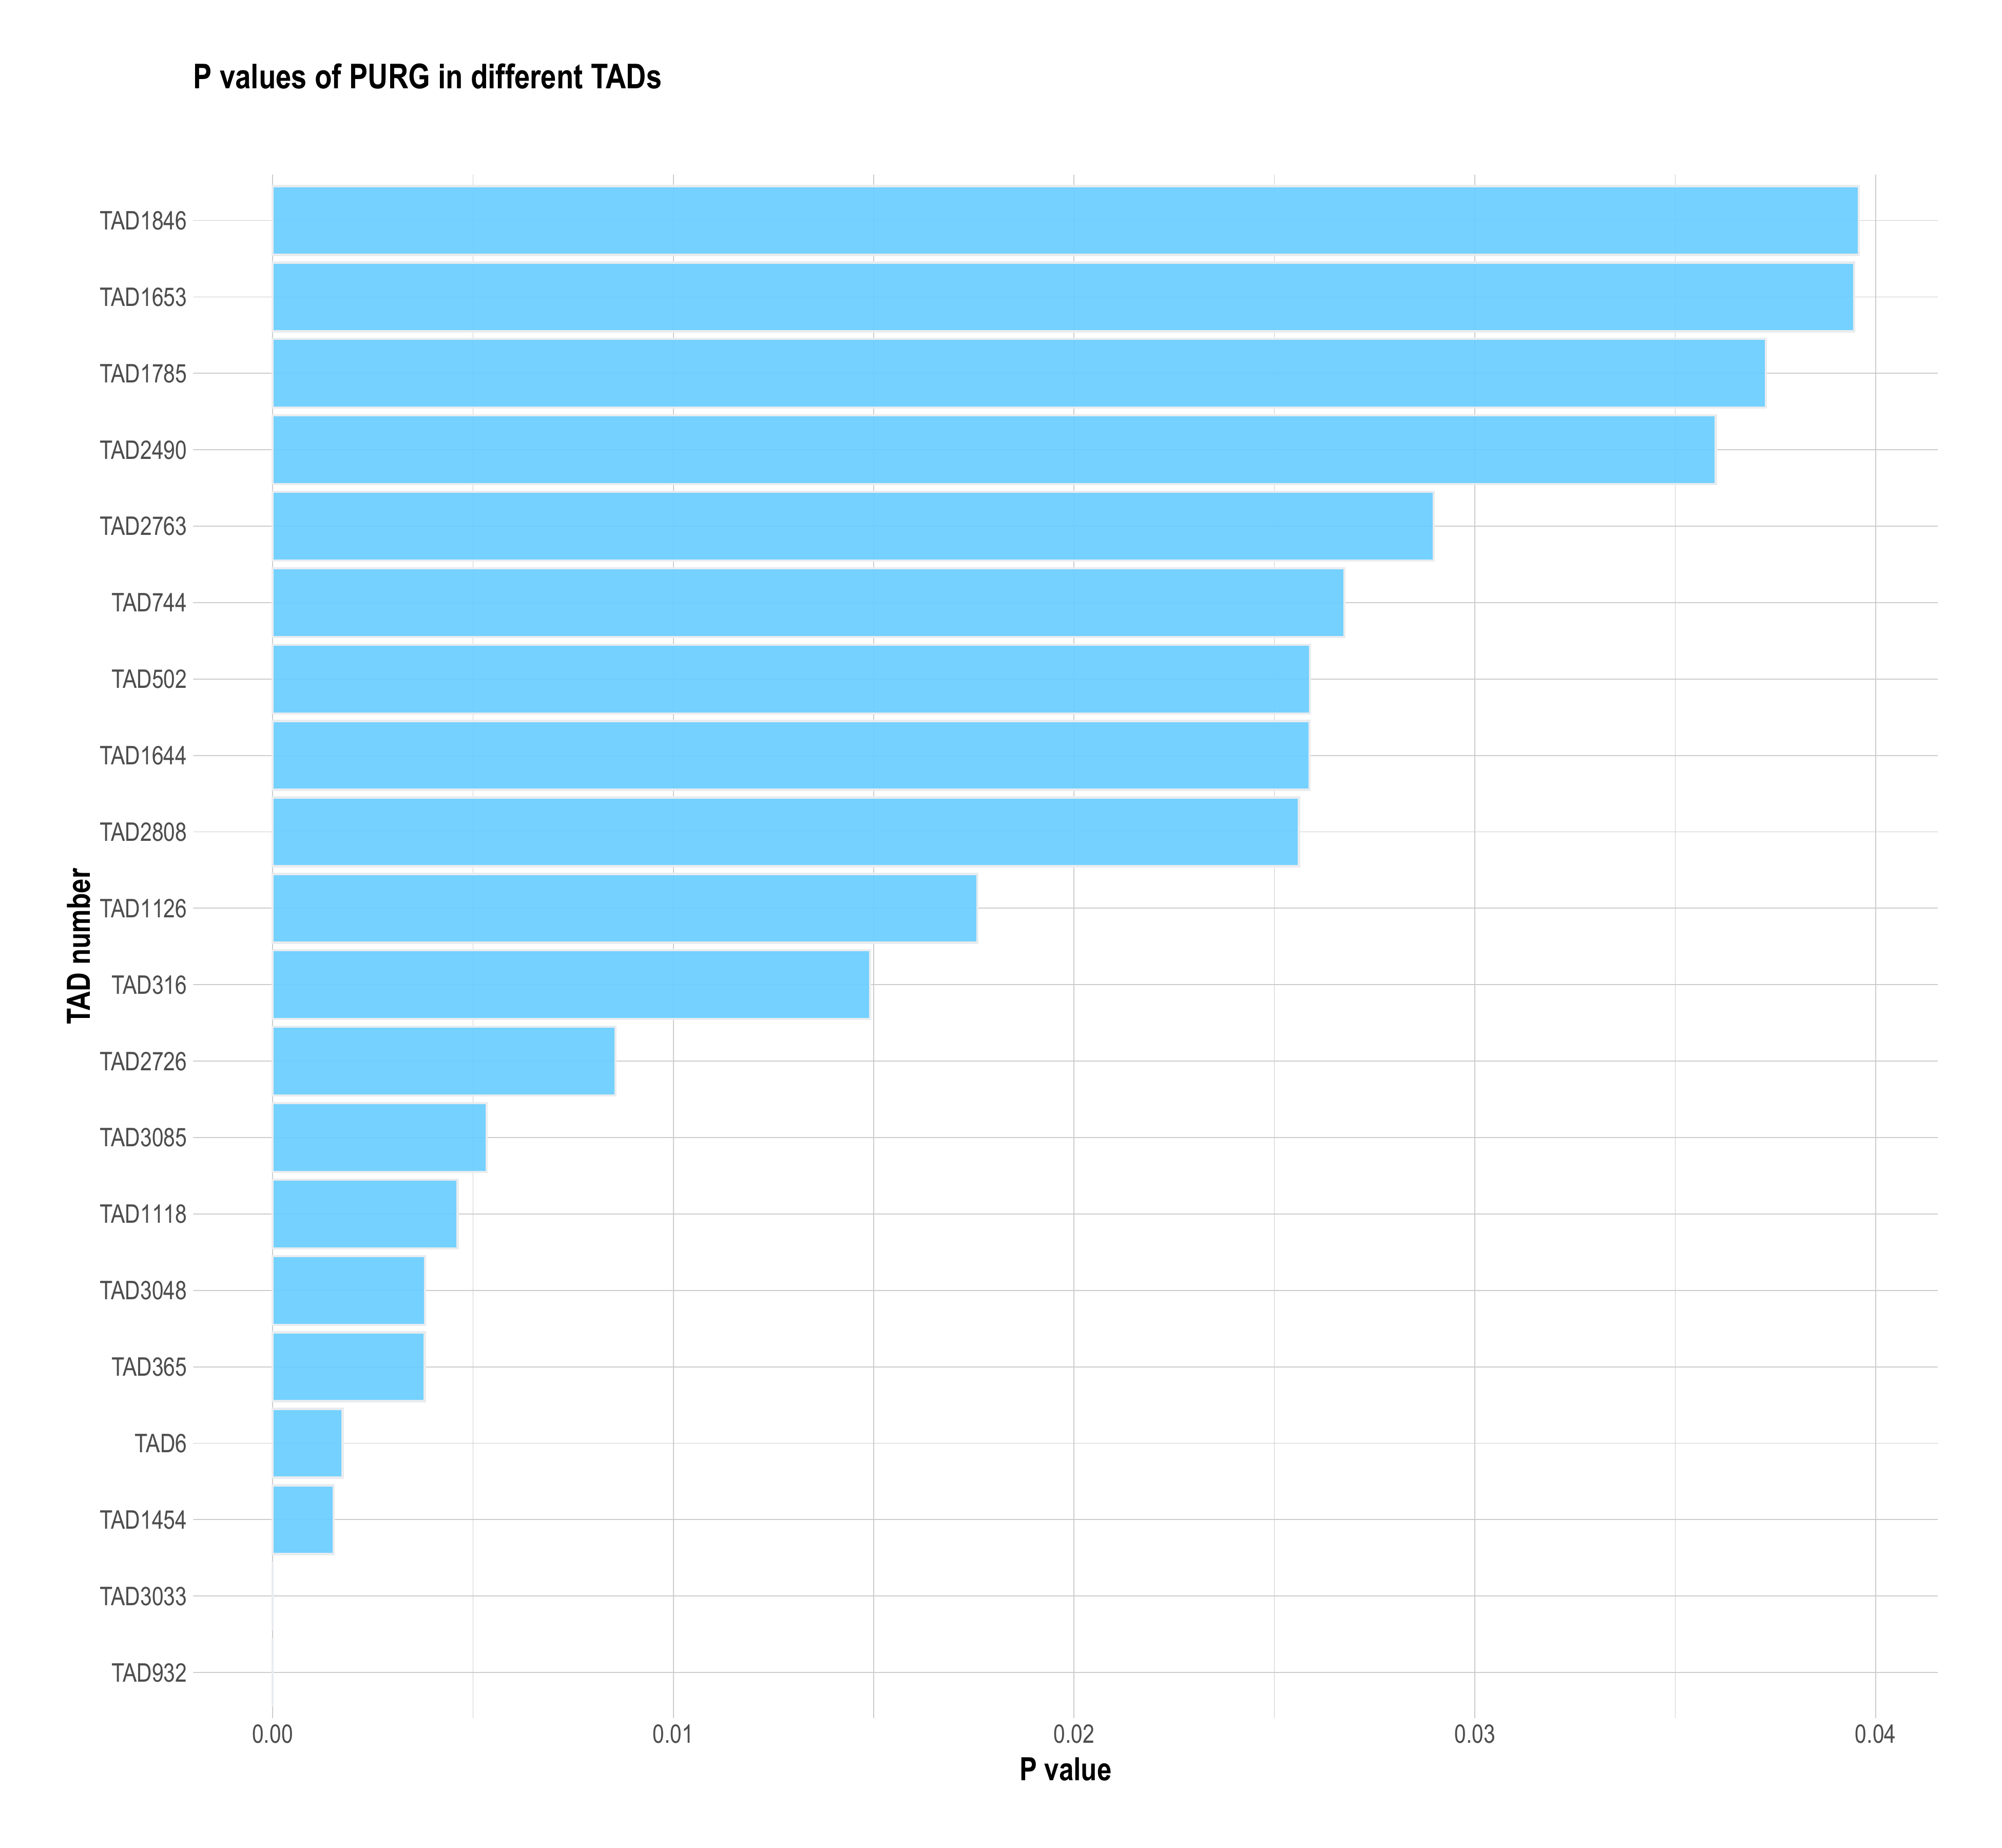 P values of PURG in different TADs
TAD1846
TAD1653
TAD1785
TAD2490
TAD2763
TAD744
TAD502
TAD1644
TAD2808
TAD1126
TAD316
TAD2726
TAD3085
TAD1118
TAD3048
TAD365
TAD6
TAD1454
TAD3033
TAD932
TAD number
0.00 0.01 0.02 0.03 0.04
P value